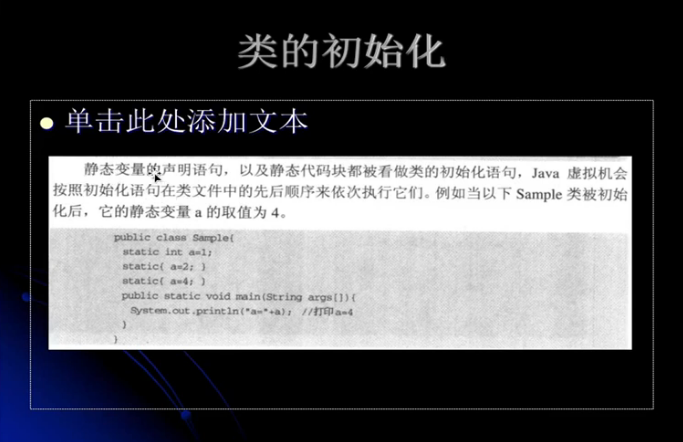 类的初始化
单击此处添加文本
静态变量的声明语句，以及静态代码块都被看做类的初始化语句，Java 虚拟机会
按照初始化语句在类文件中的先后顺序来依次执行它们。例如当以下 Sample 类被初始
化后，它的静态变量 a 的取值为 4。
public class Sample{
static int a=1;
static{ a=2; }
static{ a=4; }
public static void main(String args[]){
System.out.println("a="+a); //打印a=4
}
}